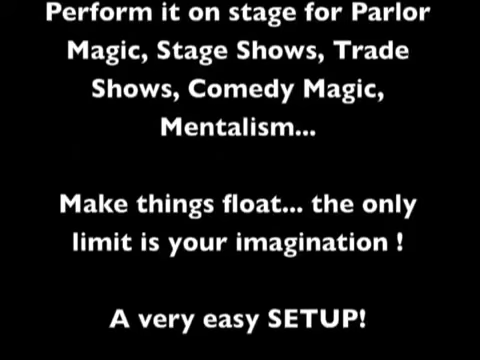 Perform it on stage for Parlor
Magic, Stage Shows, Trade
Shows, Comedy Magic,
Mentalism...
Make things float... the only
limit is your imagination !
A very easy SETUP!